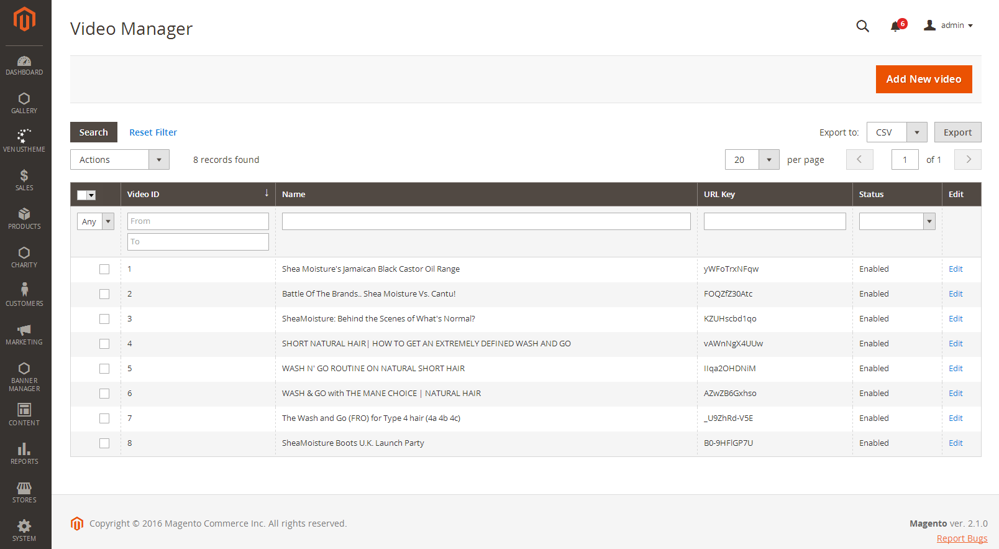 Video Manager
6
admin
DASHBOARD
GALLERY
VENUSTHEME
SALES
PRODUCTS
CHARITY
CUSTOMERS
MARKETING
BANNER
MANAGER
CONTENT
REPORTS
STORES
SYSTEM
Add New video
Search Reset Filter Export to: CSV Export
Actions 8 records found 20 per page 1 of 1
Video ID ↓ Name URL Key Status Edit
Any From
To
1 Shea Moisture's Jamaican Black Castor Oil Range yWFoTrxNFqw Enabled Edit
2 Battle Of The Brands.. Shea Moisture Vs. Cantu! FOQZfZ30Atc Enabled Edit
3 SheaMoisture: Behind the Scenes of What's Normal? KZUHscbd1qo Enabled Edit
4 SHORT NATURAL HAIR| HOW TO GET AN EXTREMELY DEFINED WASH AND GO vAWnNgX4UUw Enabled Edit
5 WASH N' GO ROUTINE ON NATURAL SHORT HAIR IIqa2OHDNiM Enabled Edit
6 WASH & GO with THE MANE CHOICE | NATURAL HAIR AZwZB6Gxhso Enabled Edit
7 The Wash and Go (FRO) for Type 4 hair (4a 4b 4c) _U9ZhRd-V5E Enabled Edit
8 SheaMoisture Boots U.K. Launch Party B0-9HFlGP7U Enabled Edit
Copyright © 2016 Magento Commerce Inc. All rights reserved.
Magento ver. 2.1.0
Report Bugs